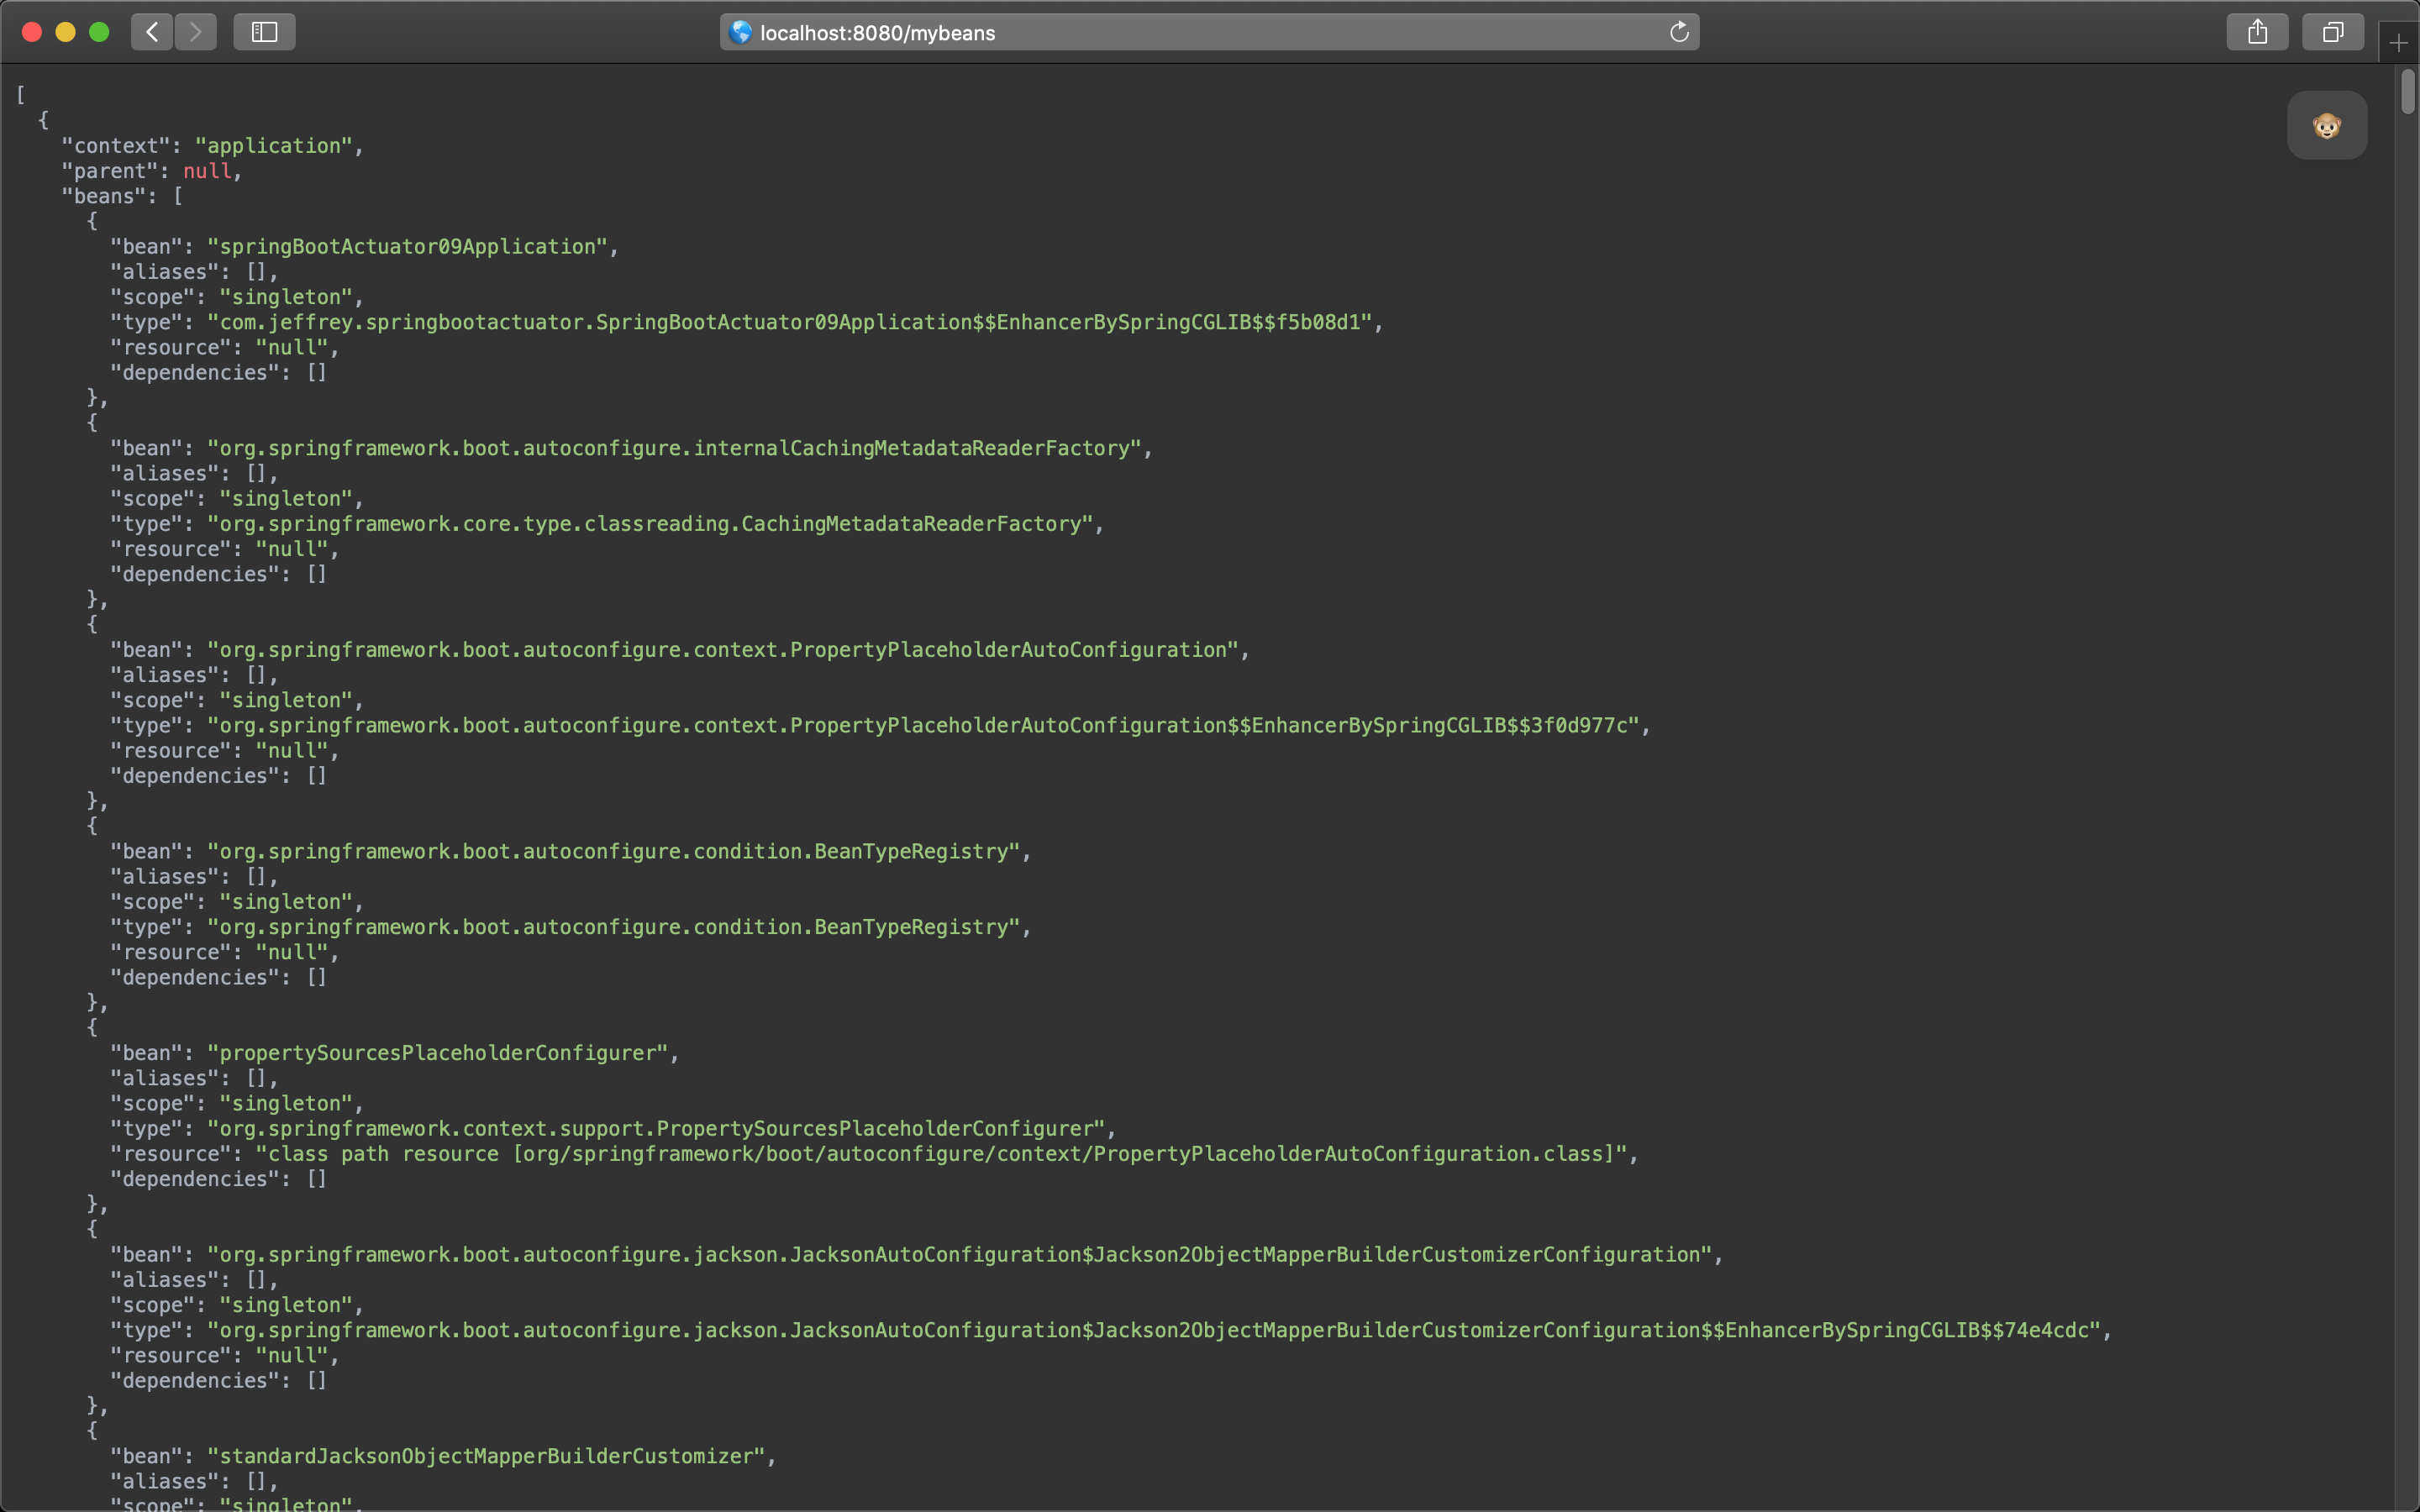 localhost:8080/mybeans
[
  {
    "context": "application",
    "parent": null,
    "beans": [
      {
        "bean": "springBootActuator09Application",
        "aliases": [],
        "scope": "singleton",
        "type": "com.jeffrey.springbootactuator.SpringBootActuator09Application$$EnhancerBySpringCGLIB$$f5b08d1",
        "resource": "null",
        "dependencies": []
      },
      {
        "bean": "org.springframework.boot.autoconfigure.internalCachingMetadataReaderFactory",
        "aliases": [],
        "scope": "singleton",
        "type": "org.springframework.core.type.classreading.CachingMetadataReaderFactory",
        "resource": "null",
        "dependencies": []
      },
      {
        "bean": "org.springframework.boot.autoconfigure.context.PropertyPlaceholderAutoConfiguration",
        "aliases": [],
        "scope": "singleton",
        "type": "org.springframework.boot.autoconfigure.context.PropertyPlaceholderAutoConfiguration$$EnhancerBySpringCGLIB$$3f0d977c",
        "resource": "null",
        "dependencies": []
      },
      {
        "bean": "org.springframework.boot.autoconfigure.condition.BeanTypeRegistry",
        "aliases": [],
        "scope": "singleton",
        "type": "org.springframework.boot.autoconfigure.condition.BeanTypeRegistry",
        "resource": "null",
        "dependencies": []
      },
      {
        "bean": "propertySourcesPlaceholderConfigurer",
        "aliases": [],
        "scope": "singleton",
        "type": "org.springframework.context.support.PropertySourcesPlaceholderConfigurer",
        "resource": "class path resource [org/springframework/boot/autoconfigure/context/PropertyPlaceholderAutoConfiguration.class]",
        "dependencies": []
      },
      {
        "bean": "org.springframework.boot.autoconfigure.jackson.JacksonAutoConfiguration$Jackson2ObjectMapperBuilderCustomizerConfiguration",
        "aliases": [],
        "scope": "singleton",
        "type": "org.springframework.boot.autoconfigure.jackson.JacksonAutoConfiguration$Jackson2ObjectMapperBuilderCustomizerConfiguration$$EnhancerBySpringCGLIB$$74e4cdc",
        "resource": "null",
        "dependencies": []
      },
      {
        "bean": "standardJacksonObjectMapperBuilderCustomizer",
        "aliases": [],
        "scope": "singleton",